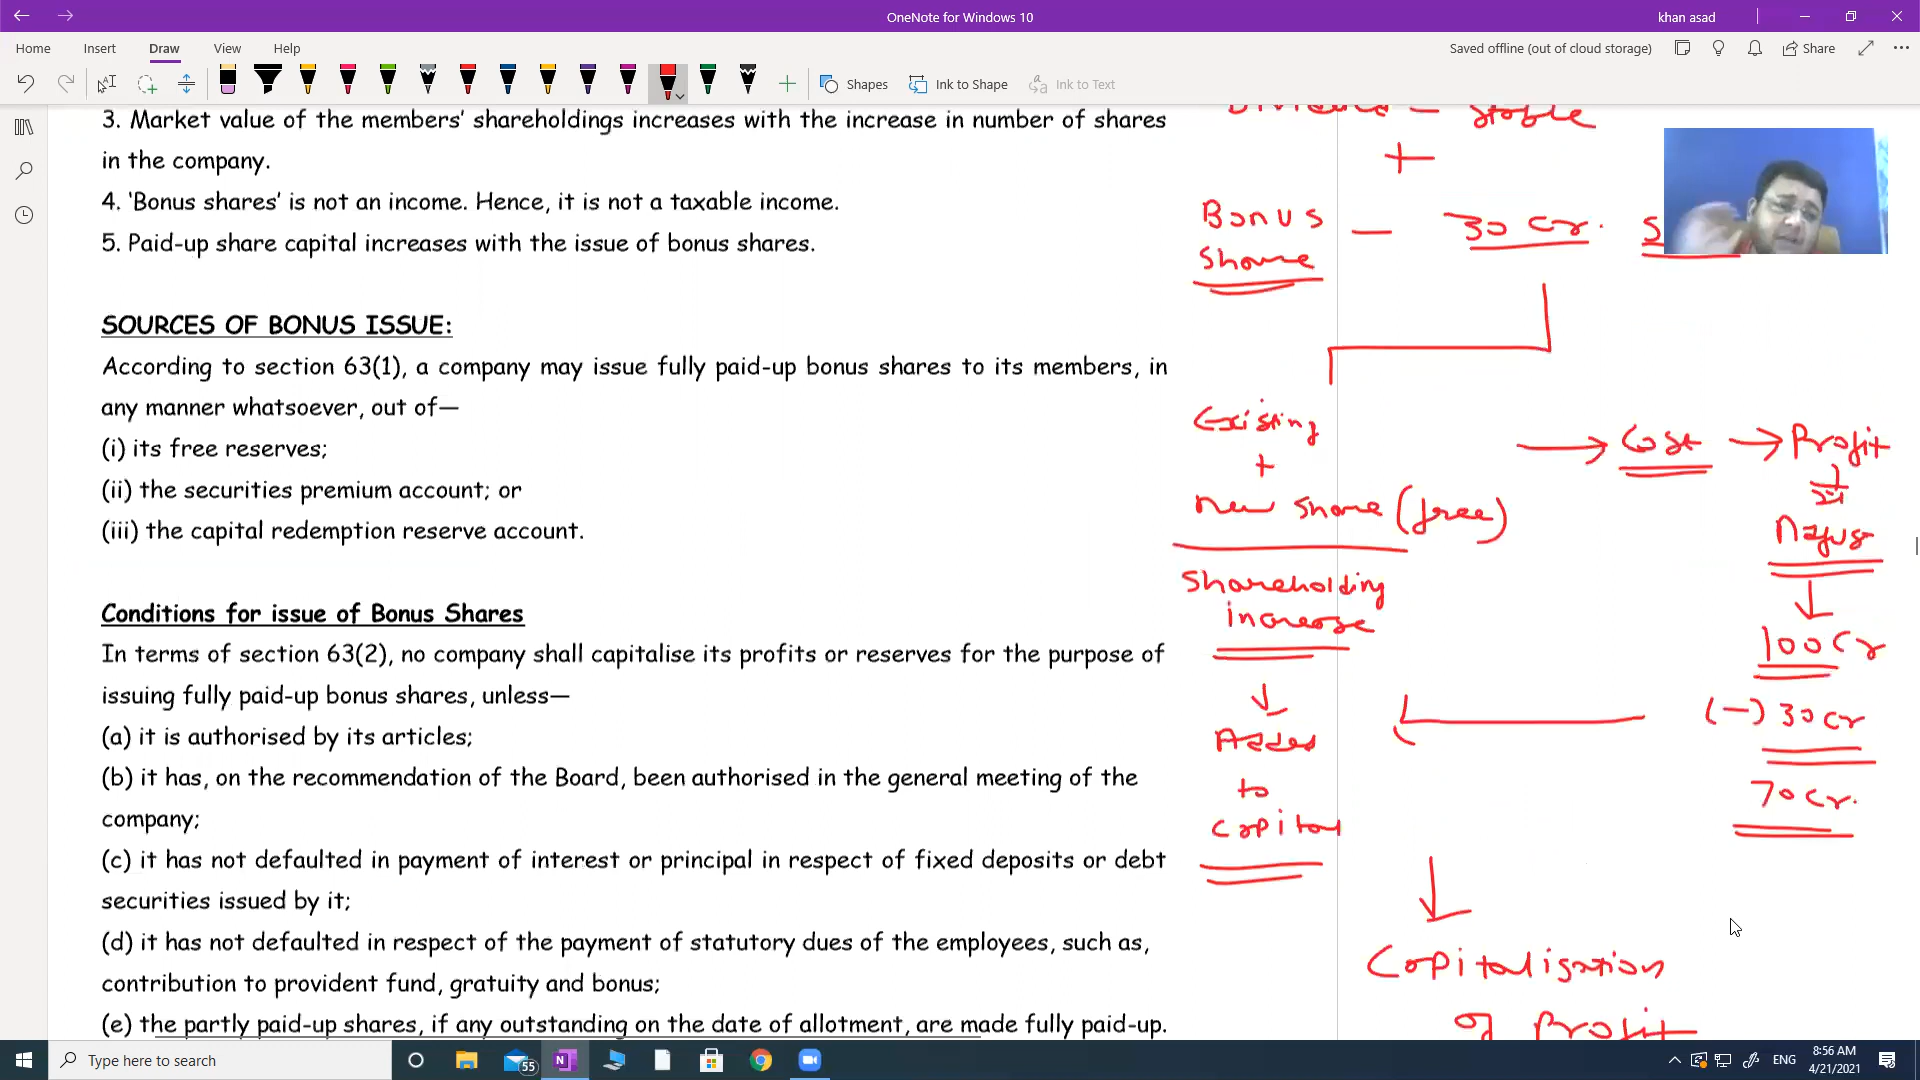 OneNote for Windows 10
khan asad
Home Insert Draw View Help
Saved offline (out of cloud storage)
Share
Shapes
Ink to Shape
Ink to Text
3. Market value of the members' shareholdings increases with the increase in number of shares
in the company.
4. 'Bonus shares' is not an income. Hence, it is not a taxable income.
5. Paid-up share capital increases with the issue of bonus shares.
SOURCES OF BONUS ISSUE:
According to section 63(1), a company may issue fully paid-up bonus shares to its members, in
any manner whatsoever, out of—
(i) its free reserves;
(ii) the securities premium account; or
(iii) the capital redemption reserve account.
Conditions for issue of Bonus Shares
In terms of section 63(2), no company shall capitalise its profits or reserves for the purpose of
issuing fully paid-up bonus shares, unless—
(a) it is authorised by its articles;
(b) it has, on the recommendation of the Board, been authorised in the general meeting of the
company;
(c) it has not defaulted in payment of interest or principal in respect of fixed deposits or debt
securities issued by it;
(d) it has not defaulted in respect of the payment of statutory dues of the employees, such as,
contribution to provident fund, gratuity and bonus;
(e) the partly paid-up shares, if any outstanding on the date of allotment, are made fully paid-up.
Dividend - Stable
+
Bonus — 30 Cr.
Share
Existing
+
New Share (free)
Shareholding
increase
Added
to
Capital
→ Cost → Profit
100 Cr
(-) 30 Cr
70 Cr.
Capitalisation
of Profit
Type here to search
55
ENG
8:56 AM
4/21/2021